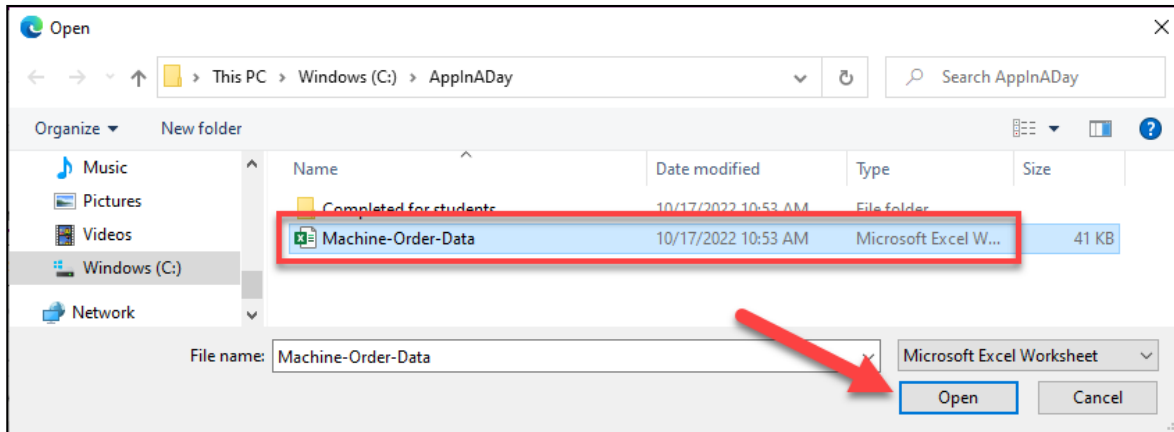 Open
This PC > Windows (C:) > AppInADay
Search AppInADay
Organize
New folder
Music
Pictures
Videos
Windows (C:)
Network
Name Date modified Type Size
Completed for students 10/17/2022 10:53 AM File folder
Machine-Order-Data 10/17/2022 10:53 AM Microsoft Excel W... 41 KB
File name: Machine-Order-Data Microsoft Excel Worksheet
Open Cancel